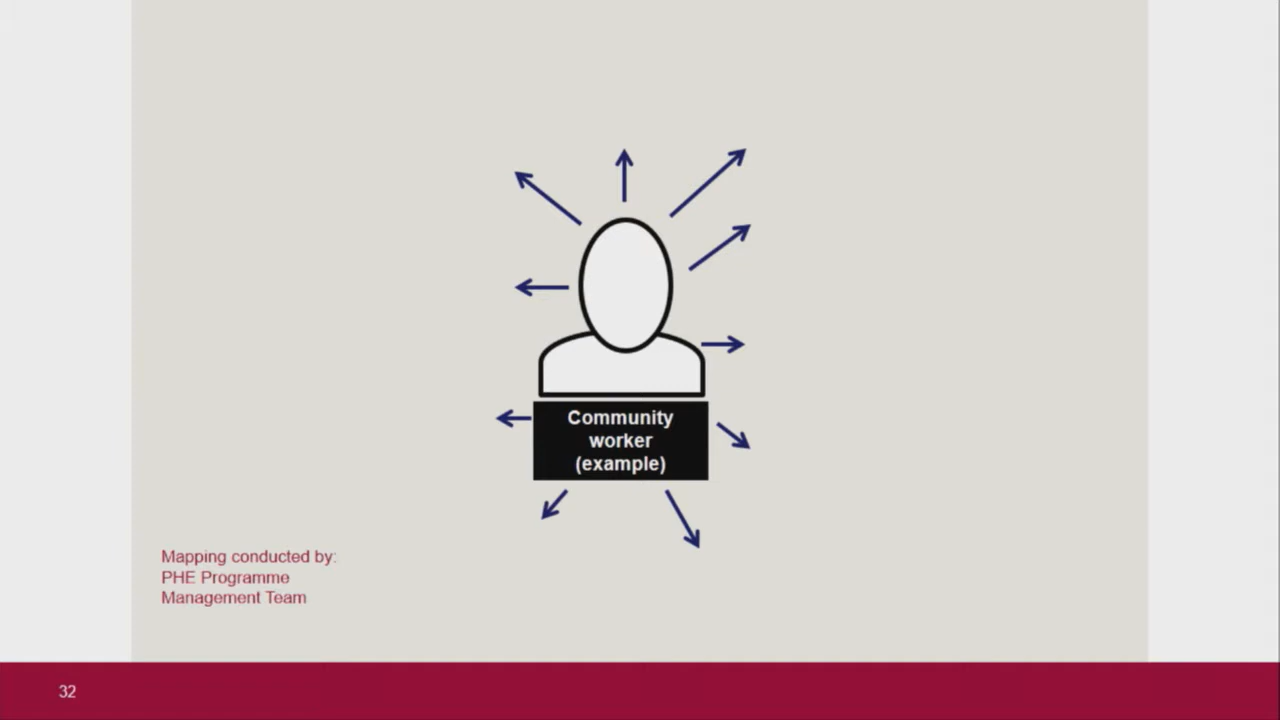 Community
worker
(example)
Mapping conducted by:
PHE Programme
Management Team
32